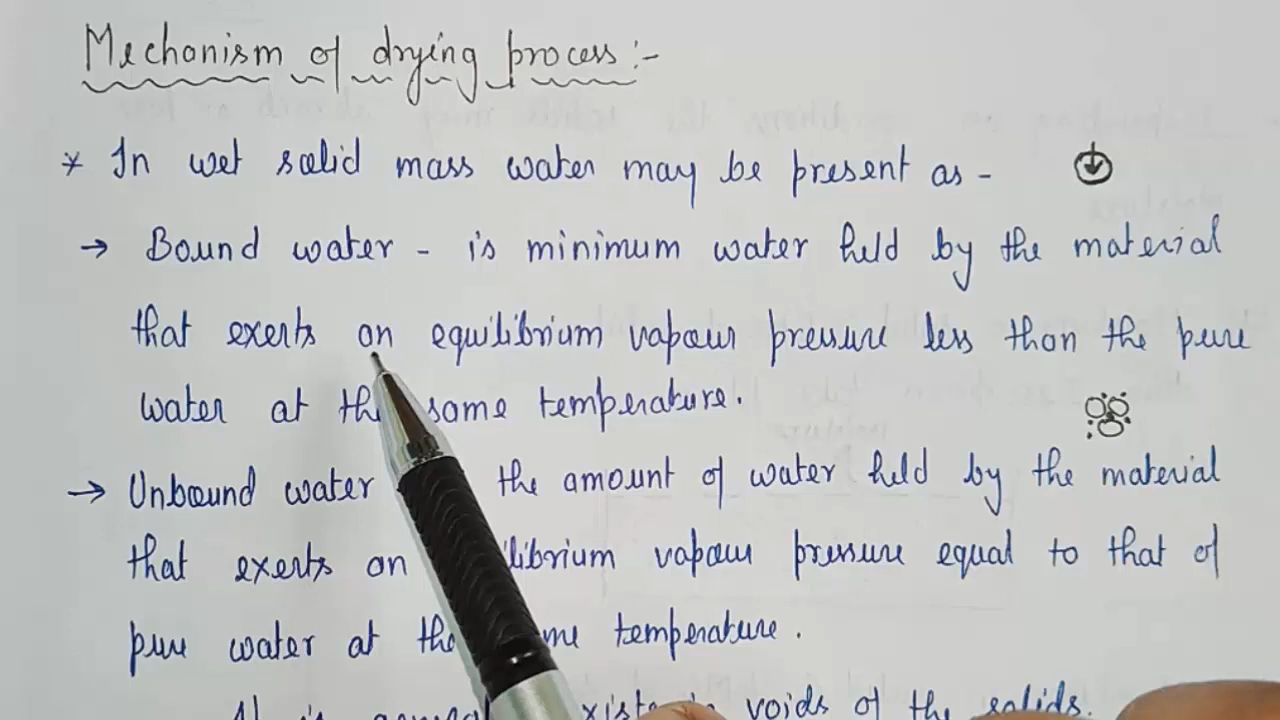 Mechanism of drying process :-
* In wet solid mass water may be present as -
→ Bound water - is minimum water held by the material
that exerts an equilibrium vapour pressure less than the pure
water at the same temperature.
→ Unbound water the amount of water held by the material
that exerts an equilibrium vapour pressure equal to that of
pure water at the same temperature.
in voids of the solids.